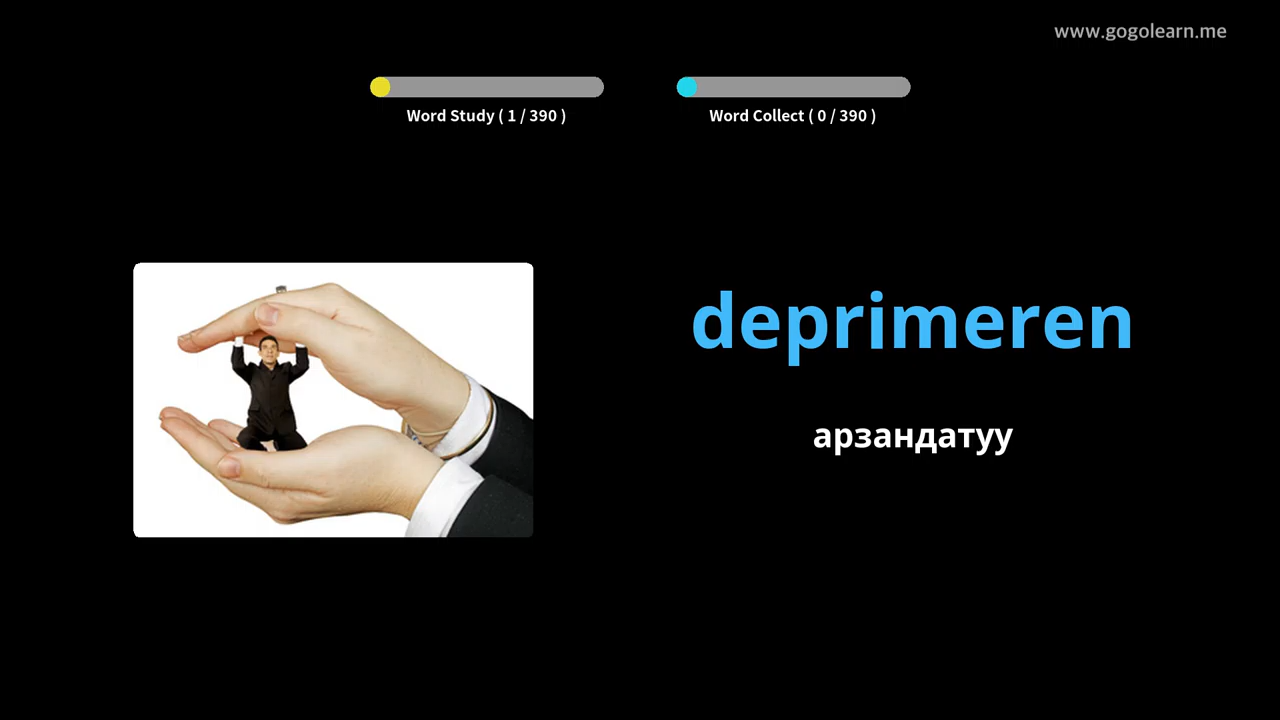 www.gogolearn.me
Word Study ( 1 / 390 )
Word Collect ( 0 / 390 )
deprimeren
арзандатуу